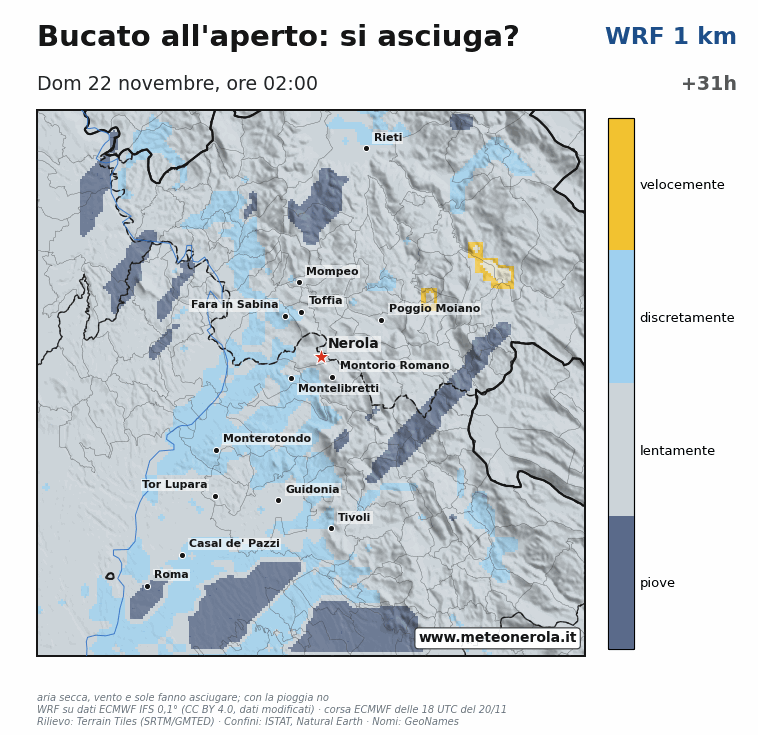 Bucato all'aperto: si asciuga?
WRF 1 km
Dom 22 novembre, ore 02:00
+31h
Rieti
Mompeo
Toffia
Fara in Sabina
Poggio Moiano
Nerola
Montorio Romano
Montelibretti
Monterotondo
Tor Lupara
Guidonia
Tivoli
Casal de' Pazzi
Roma
www.meteonerola.it
velocemente
discretamente
lentamente
piove
aria secca, vento e sole fanno asciugare; con la pioggia no
WRF su dati ECMWF IFS 0,1° (CC BY 4.0, dati modificati) · corsa ECMWF delle 18 UTC del 20/11
Rilievo: Terrain Tiles (SRTM/GMTED) · Confini: ISTAT, Natural Earth · Nomi: GeoNames